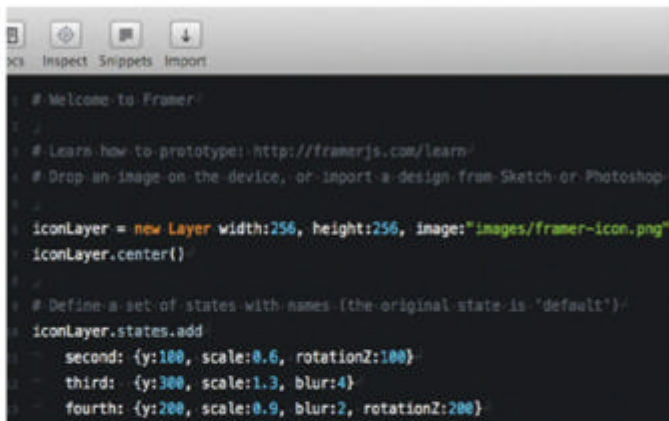 Inspect Snippets Import
# Welcome to Framer
# Learn how to prototype: http://framerjs.com/learn
# Drop an image on the device, or import a design from Sketch or Photoshop
iconLayer = new Layer width:256, height:256, image:"images/framer-icon.png"
iconLayer.center()
# Define a set of states with names (the original state is 'default')
iconLayer.states.add
second: {y:100, scale:0.6, rotationZ:100}
third: {y:300, scale:1.3, blur:4}
fourth: {y:200, scale:0.9, blur:2, rotationZ:200}